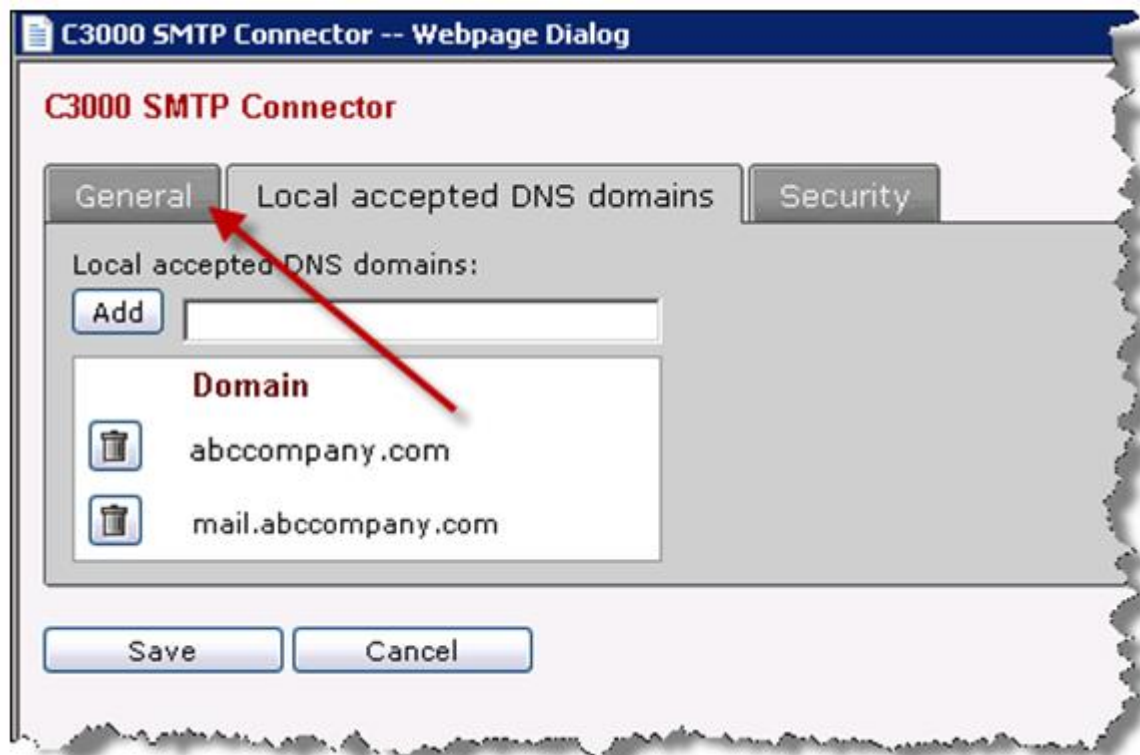 C3000 SMTP Connector -- Webpage Dialog
C3000 SMTP Connector
General Local accepted DNS domains Security
Local accepted DNS domains:
Add
Domain
abccompany.com
mail.abccompany.com
Save Cancel